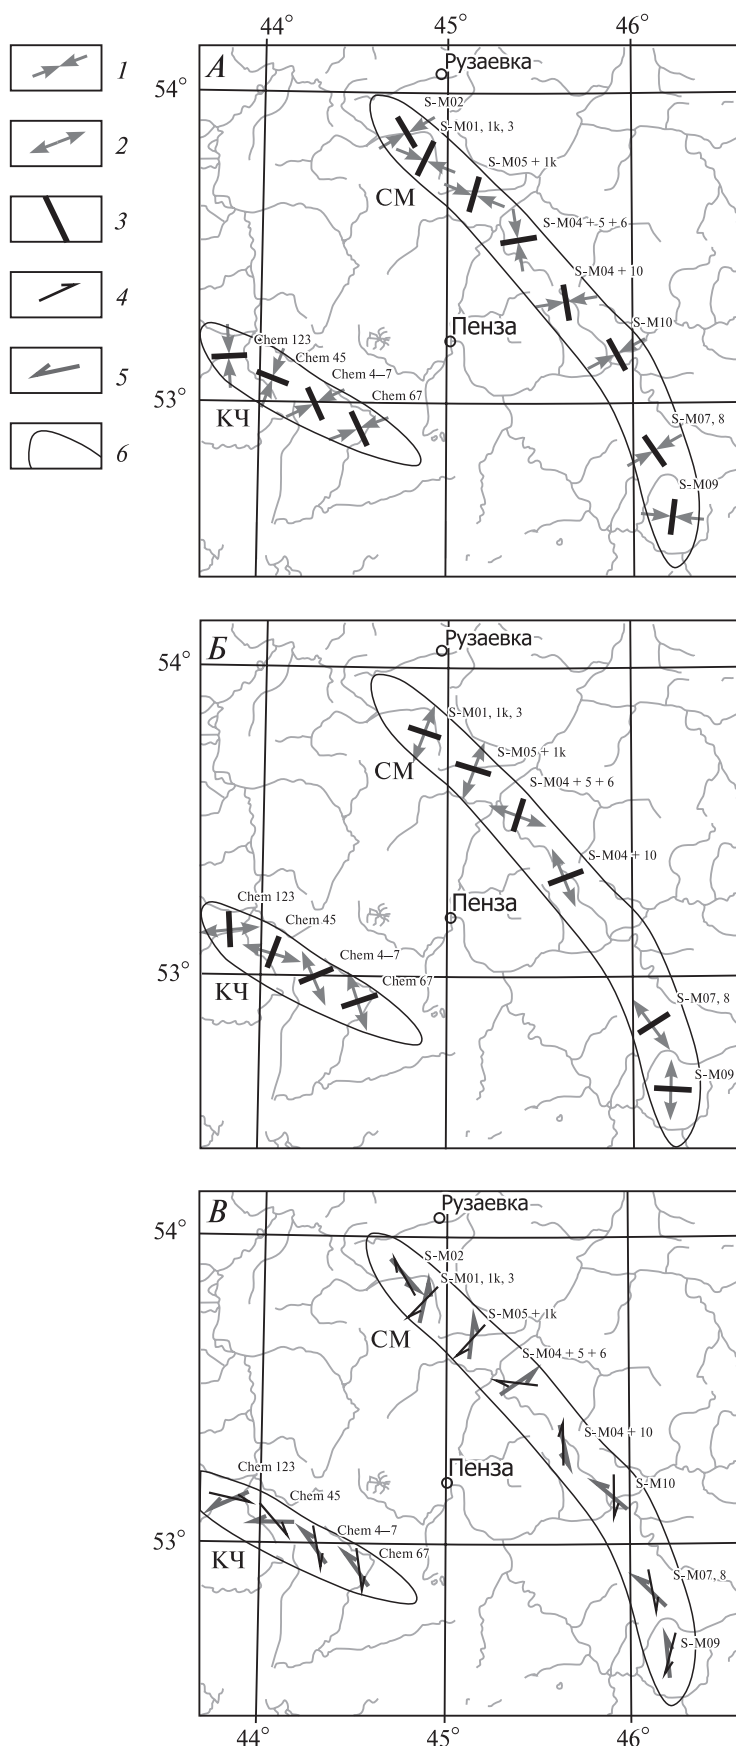 44°
45°
46°
1
2
3
4
5
6
А
Рузаевка
54°
S-M02
S-M01, 1k, 3
S-M05 + 1k
СМ
S-M04 + 5 + 6
S-M04 + 10
S-M10
Пенза
Chem 123
Chem 45
Chem 4–7
Chem 67
53°
КЧ
S-M07, 8
S-M09
Б
Рузаевка
54°
S-M01, 1k, 3
S-M05 + 1k
СМ
S-M04 + 5 + 6
S-M04 + 10
Chem 123
Пенза
Chem 45
Chem 4–7
53°
Chem 67
КЧ
S-M07, 8
S-M09
В
Рузаевка
54°
S-M02
S-M01, 1k, 3
S-M05 + 1k
СМ
S-M04 + 5 + 6
S-M04 + 10
Chem 123
Пенза
S-M10
Chem 45
Chem 4–7
53°
Chem 67
КЧ
S-M07, 8
S-M09
44°
45°
46°